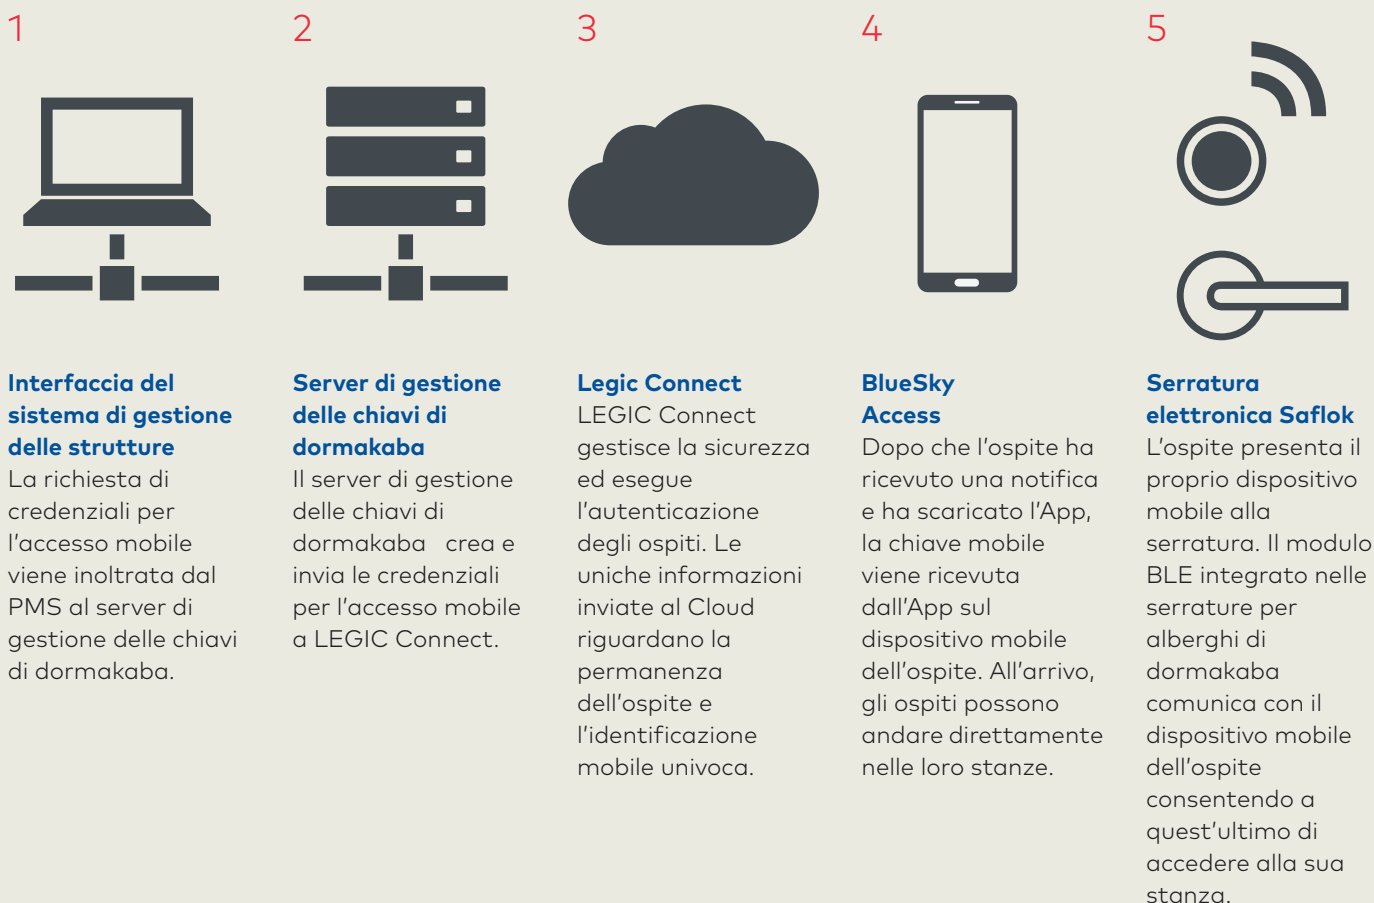 1
Interfaccia del
sistema di gestione
delle strutture
La richiesta di
credenziali per
l'accesso mobile
viene inoltrata dal
PMS al server di
gestione delle chiavi
di dormakaba.
2
Server di gestione
delle chiavi di
dormakaba
Il server di gestione
delle chiavi di
dormakaba crea e
invia le credenziali
per l'accesso mobile
a LEGIC Connect.
3
Legic Connect
LEGIC Connect
gestisce la sicurezza
ed esegue
l'autenticazione
degli ospiti. Le
uniche informazioni
inviate al Cloud
riguardano la
permanenza
dell'ospite e
l'identificazione
mobile univoca.
4
BlueSky
Access
Dopo che l'ospite ha
ricevuto una notifica
e ha scaricato l'App,
la chiave mobile
viene ricevuta
dall'App sul
dispositivo mobile
dell'ospite. All'arrivo,
gli ospiti possono
andare direttamente
nelle loro stanze.
5
Serratura
elettronica Saflok
L'ospite presenta il
proprio dispositivo
mobile alla
serratura. Il modulo
BLE integrato nelle
serrature per
alberghi di
dormakaba
comunica con il
dispositivo mobile
dell'ospite
consentendo a
quest'ultimo di
accedere alla sua
stanza.